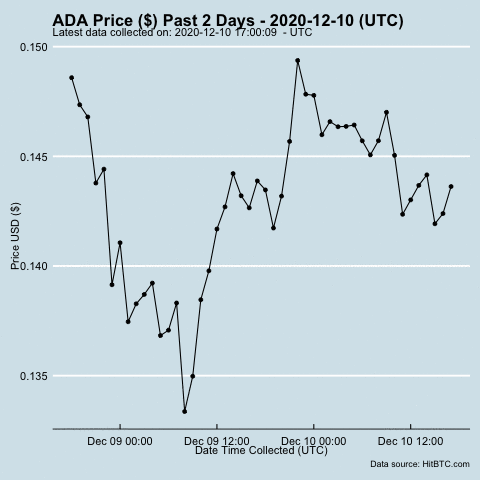 ADA Price ($) Past 2 Days - 2020-12-10 (UTC)
Latest data collected on: 2020-12-10 17:00:09 - UTC
0.150
0.145
0.140
0.135
Price USD ($)
Dec 09 00:00 Dec 09 12:00 Dec 10 00:00 Dec 10 12:00
Date Time Collected (UTC)
Data source: HitBTC.com